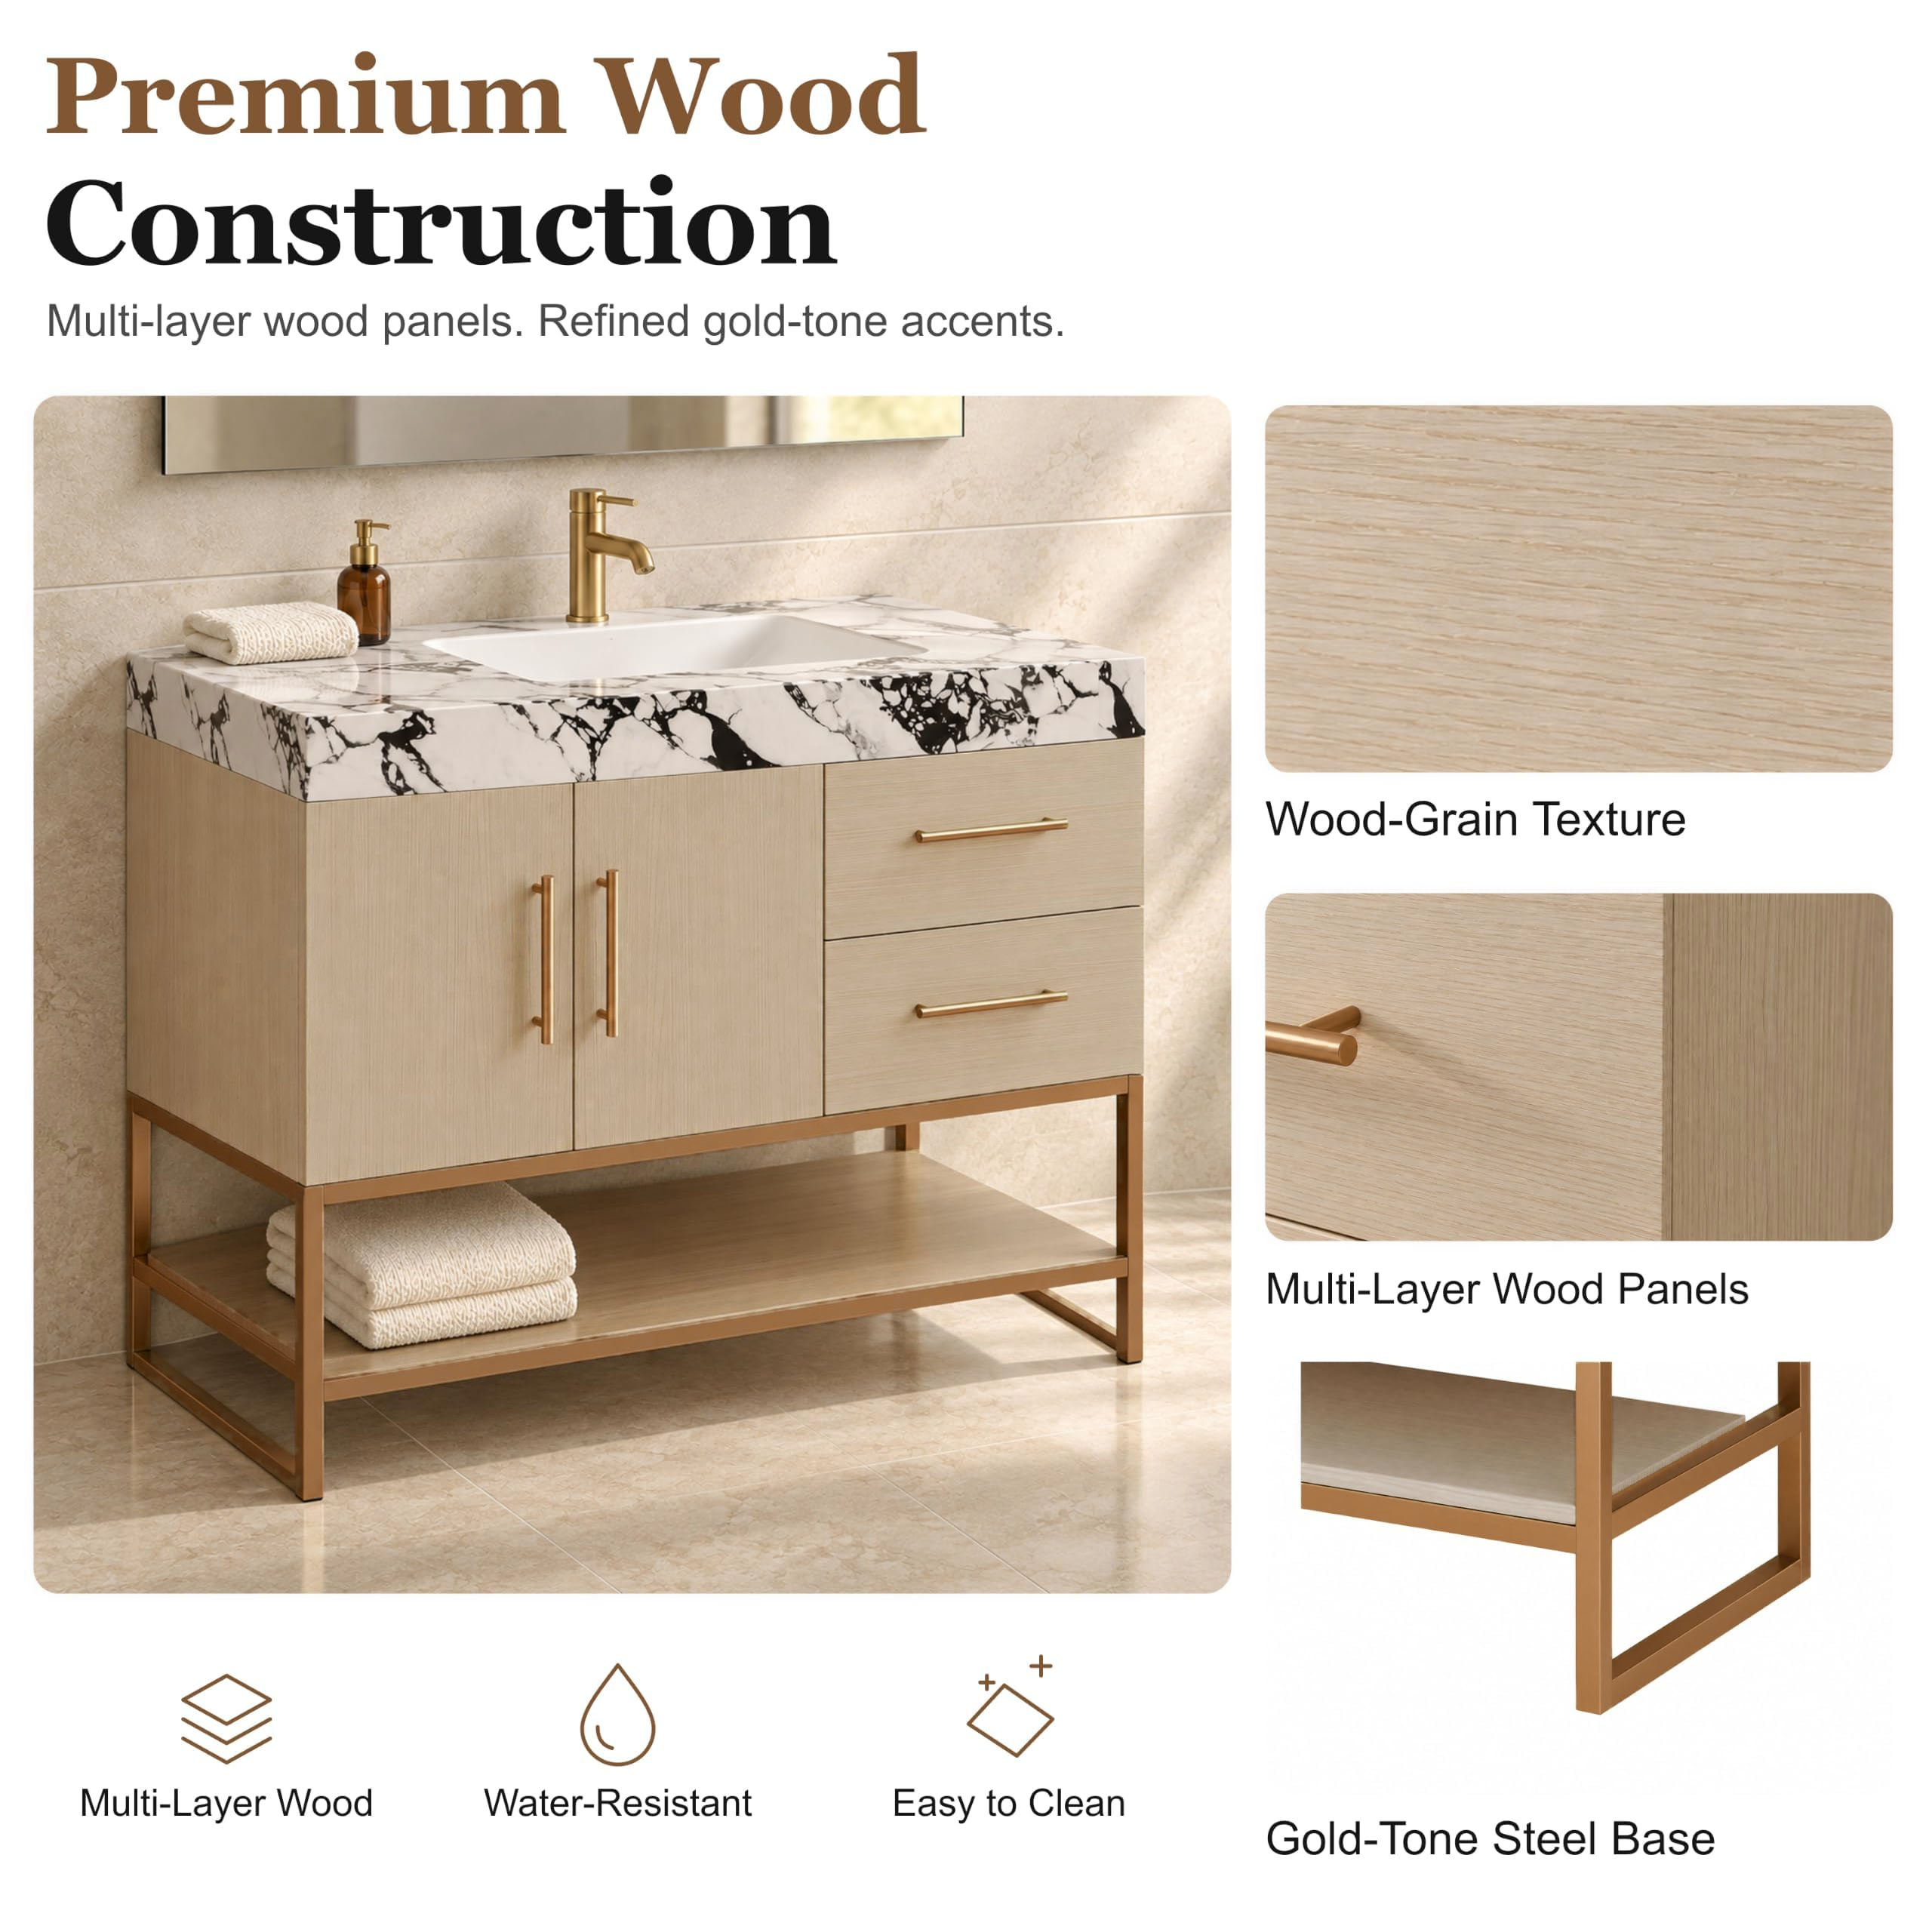 Premium Wood
Construction
Multi-layer wood panels. Refined gold-tone accents.
Wood-Grain Texture
Multi-Layer Wood Panels
Gold-Tone Steel Base
Multi-Layer Wood
Water-Resistant
Easy to Clean